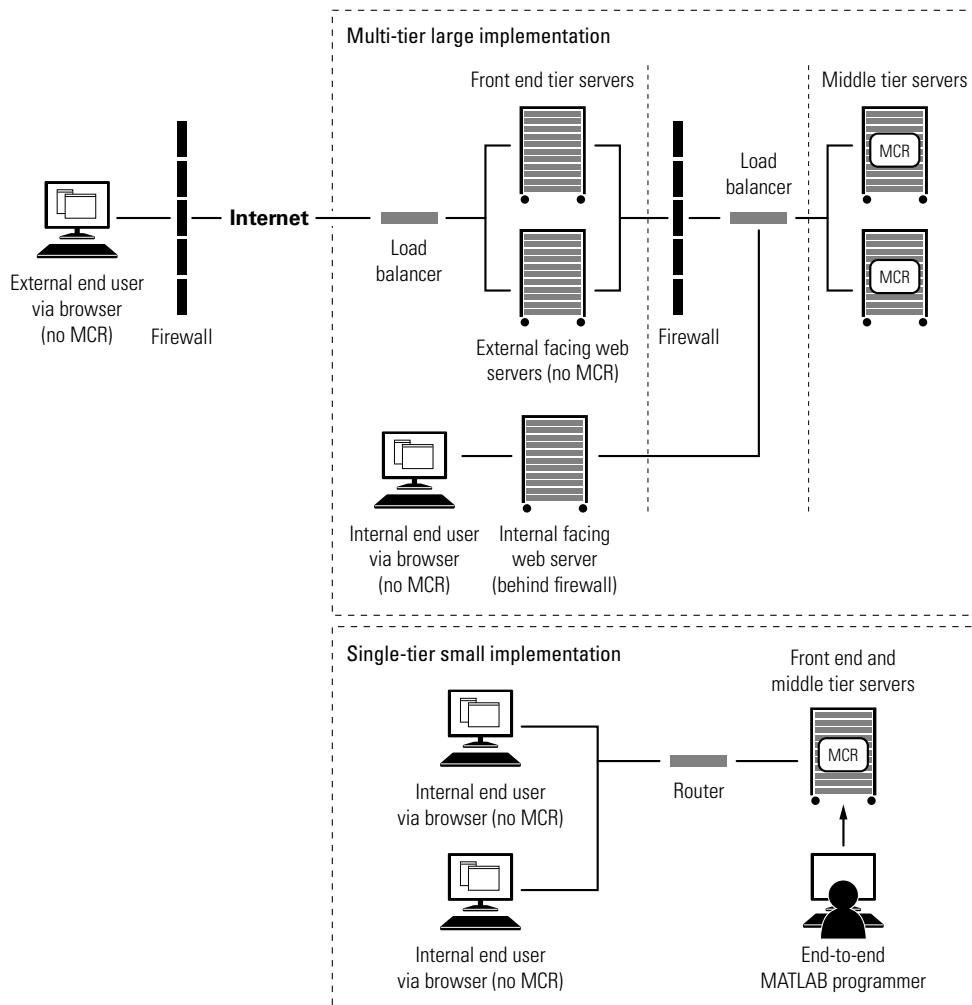 Multi-tier large implementation
Front end tier servers
Middle tier servers
MCR
Load
balancer
Internet
Load
balancer
MCR
External end user
via browser
(no MCR)
Firewall
External facing web
servers (no MCR)
Firewall
Internal end user
via browser
(no MCR)
Internal facing
web server
(behind firewall)
Single-tier small implementation
Front end and
middle tier servers
MCR
Internal end user
via browser (no MCR)
Router
Internal end user
via browser (no MCR)
End-to-end
MATLAB programmer